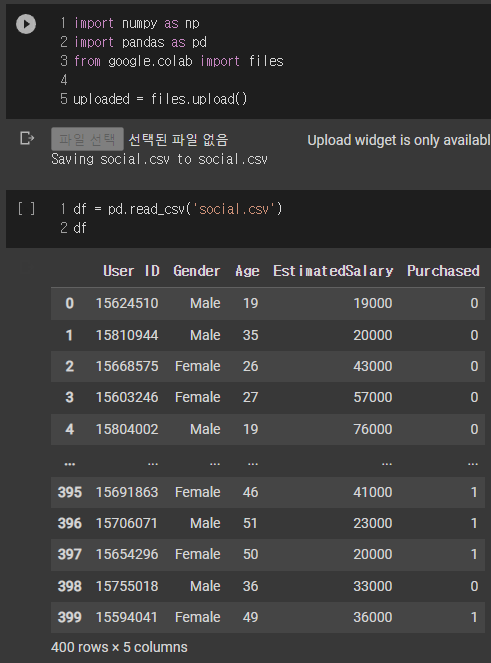 1 import numpy as np
2 import pandas as pd
3 from google.colab import files
4
5 uploaded = files.upload()
파일 선택 선택된 파일 없음 Upload widget is only availabl
Saving social.csv to social.csv
[ ] 1 df = pd.read_csv('social.csv')
2 df
User ID Gender Age EstimatedSalary Purchased
0 15624510 Male 19 19000 0
1 15810944 Male 35 20000 0
2 15668575 Female 26 43000 0
3 15603246 Female 27 57000 0
4 15804002 Male 19 76000 0
... ... ... ... ... ...
395 15691863 Female 46 41000 1
396 15706071 Male 51 23000 1
397 15654296 Female 50 20000 1
398 15755018 Male 36 33000 0
399 15594041 Female 49 36000 1
400 rows × 5 columns